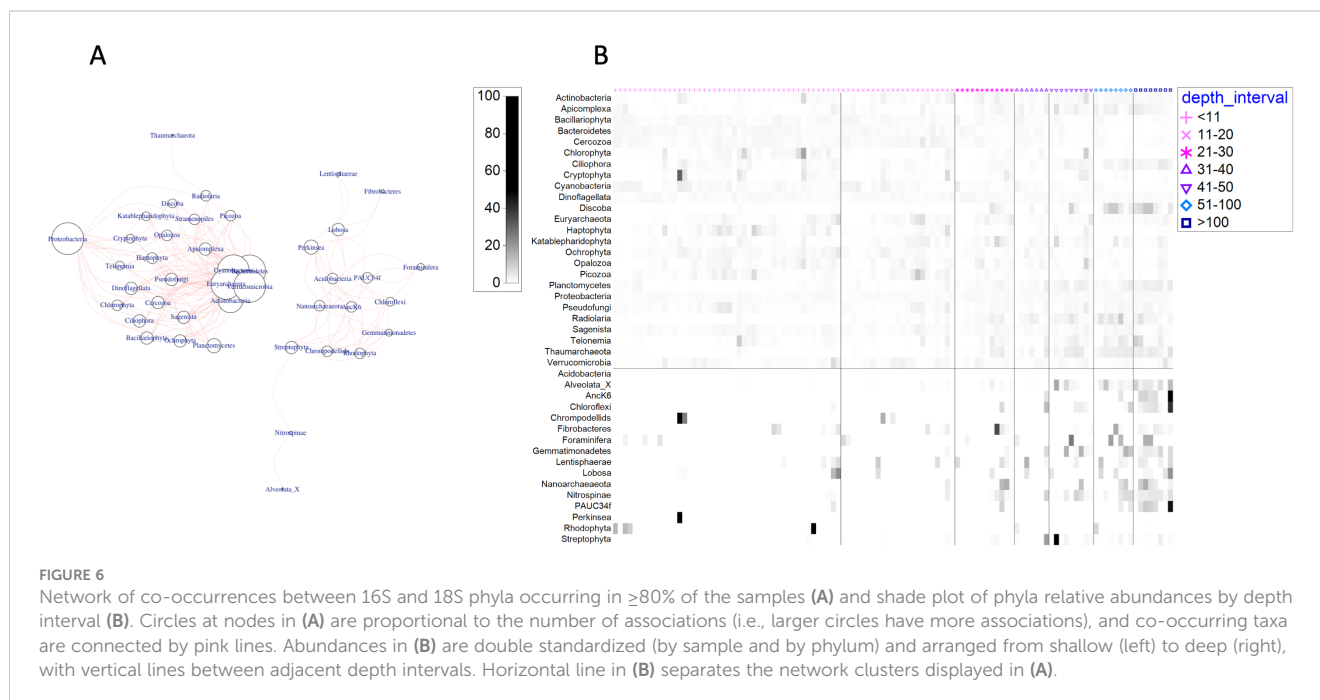 A
B
100
80
60
40
20
0
depth_interval
<11
11-20
21-30
31-40
41-50
51-100
>100
Thaumarchaeota
Radiolaria
Discoba
Katablepharidophyta
Stramenopiles
Picozoa
Proteobacteria
Cryptophyta
Opalozoa
Apicomplexa
Haptophyta
Telonemia
Pseudofungi
Dinoflagellata
Euryarchaeota
Verrucomicrobia
Bacteroidetes
Actinobacteria
Chlorophyta
Cercozoa
Ciliophora
Sagenista
Bacillariophyta
Ochrophyta
Planctomycetes
Lentisphaerae
Fibrobacteres
Lobosa
Perkinsea
Foraminifera
Acidobacteria
PAUC34f
Nanoarchaeaota
AncK6
Chloroflexi
Gemmatimonadetes
Streptophyta
Chrompodellids
Rhodophyta
Nitrospinae
Alveolata_X
Actinobacteria
Apicomplexa
Bacillariophyta
Bacteroidetes
Cercozoa
Chlorophyta
Ciliophora
Cryptophyta
Cyanobacteria
Dinoflagellata
Discoba
Euryarchaeota
Haptophyta
Katablepharidophyta
Ochrophyta
Opalozoa
Picozoa
Planctomycetes
Proteobacteria
Pseudofungi
Radiolaria
Sagenista
Telonemia
Thaumarchaeota
Verrucomicrobia
Acidobacteria
Alveolata_X
AncK6
Chloroflexi
Chrompodellids
Fibrobacteres
Foraminifera
Gemmatimonadetes
Lentisphaerae
Lobosa
Nanoarchaeaeota
Nitrospinae
PAUC34f
Perkinsea
Rhodophyta
Streptophyta
FIGURE 6
Network of co-occurrences between 16S and 18S phyla occurring in ≥80% of the samples (A) and shade plot of phyla relative abundances by depth
interval (B). Circles at nodes in (A) are proportional to the number of associations (i.e., larger circles have more associations), and co-occurring taxa
are connected by pink lines. Abundances in (B) are double standardized (by sample and by phylum) and arranged from shallow (left) to deep (right),
with vertical lines between adjacent depth intervals. Horizontal line in (B) separates the network clusters displayed in (A).